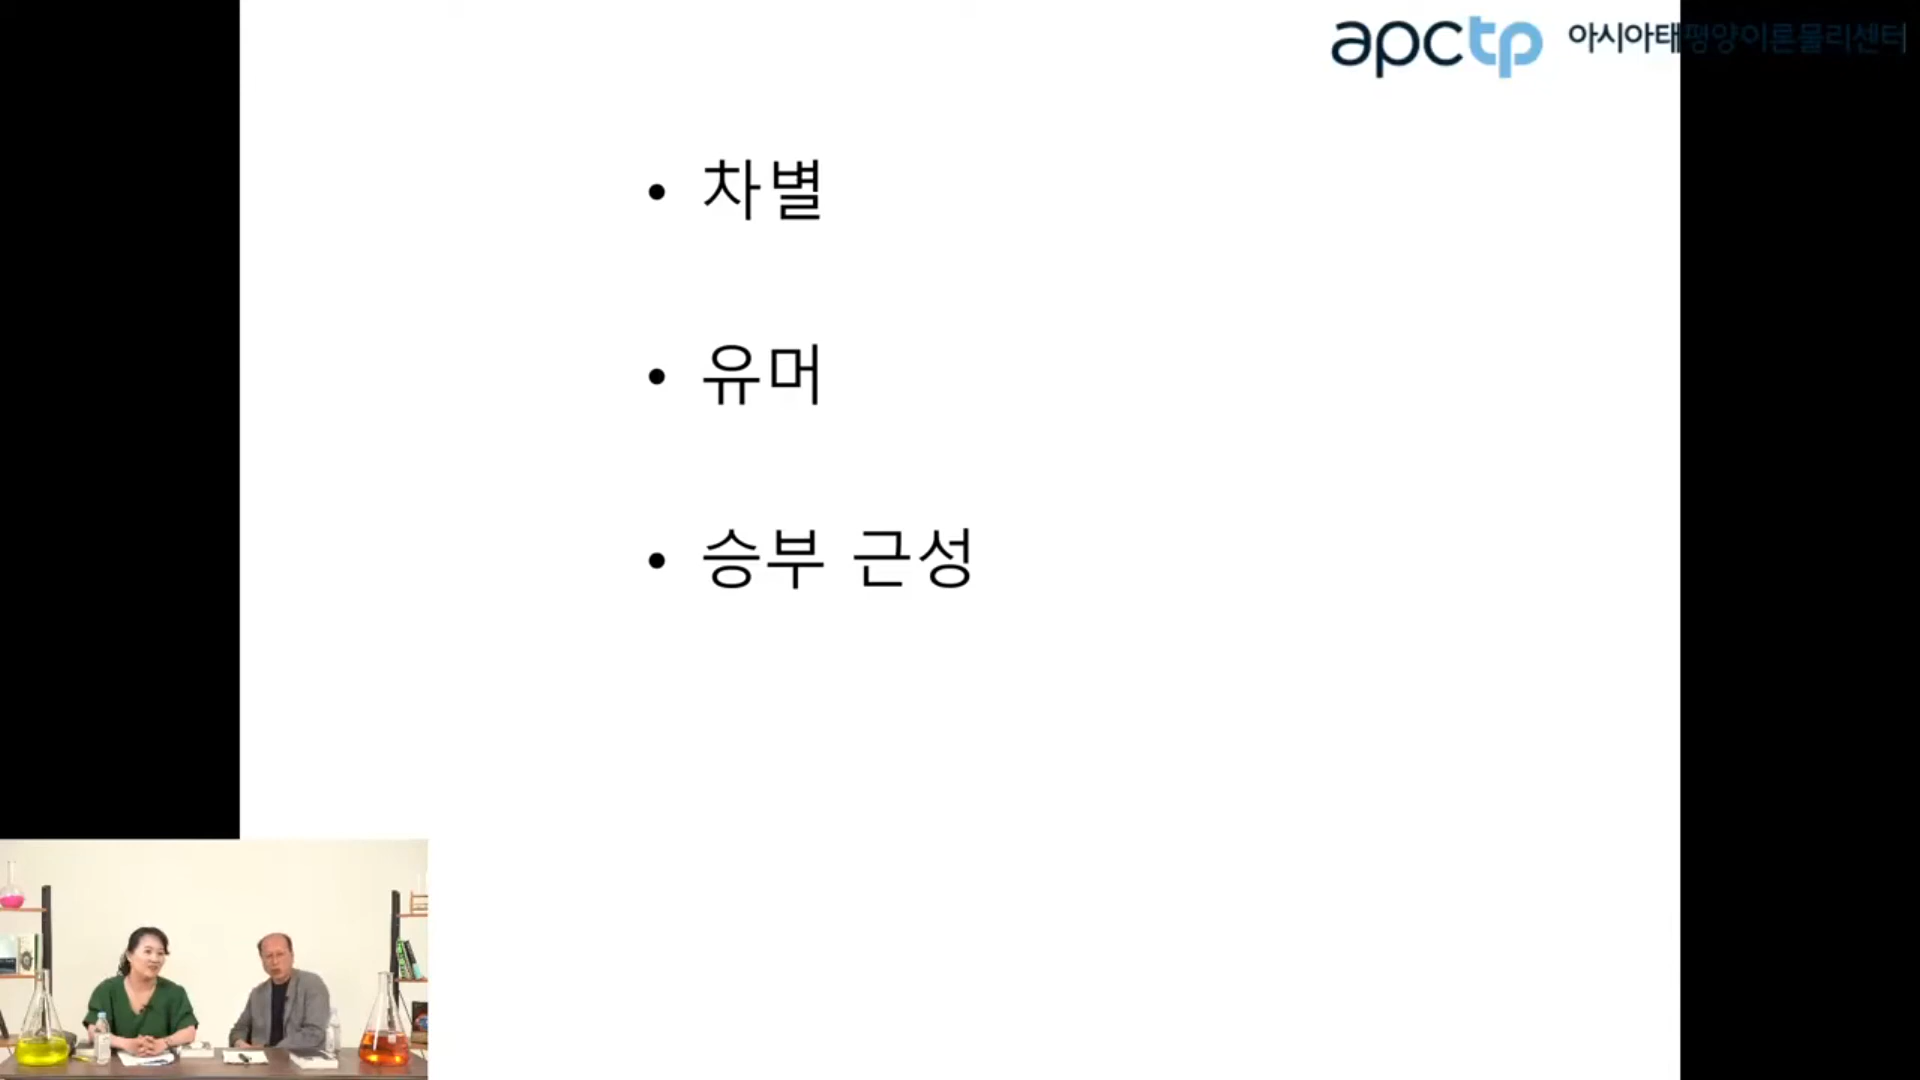 apctp 아시아태평양이론물리센터
• 차별
• 유머
• 승부 근성